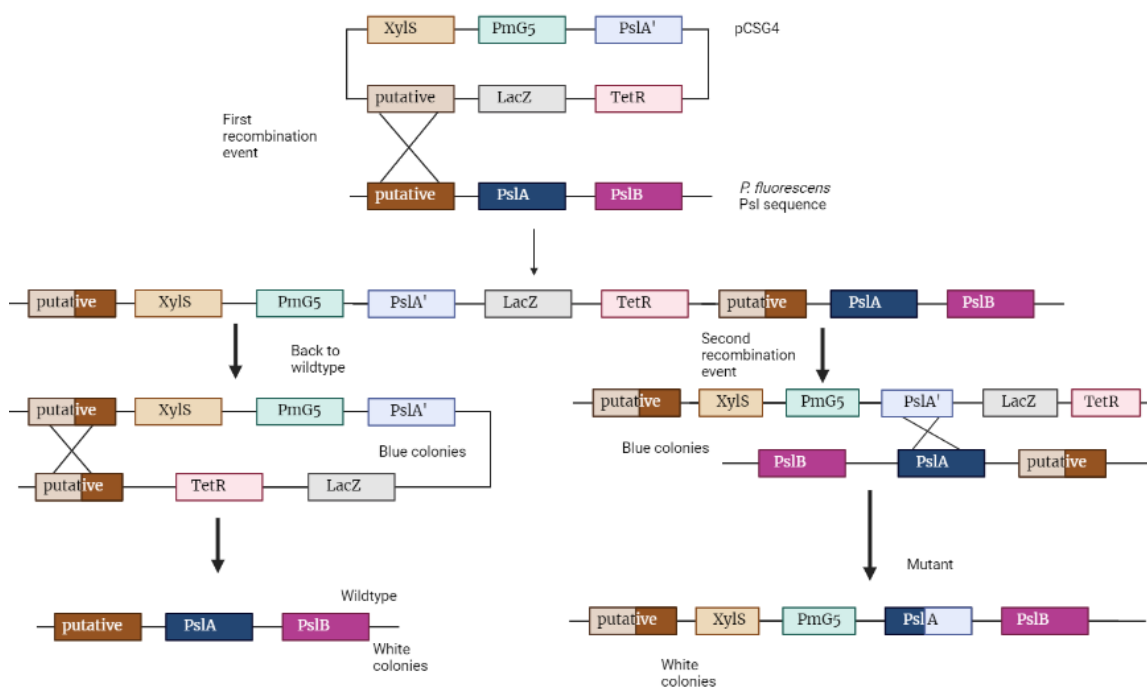 XylS PmG5 PslA' pCSG4
putative LacZ TetR
First
recombination
event
putative PslA PslB
P. fluorescens
Psl sequence
putative XylS PmG5 PslA' LacZ TetR putative PslA PslB
Back to
wildtype
Second
recombination
event
putative XylS PmG5 PslA'
Blue colonies
putative TetR LacZ
putative XylS PmG5 PslA' LacZ TetR
Blue colonies
PslB PslA putative
Mutant
Wildtype
putative PslA PslB
White
colonies
putative XylS PmG5 PslA PslB
White
colonies